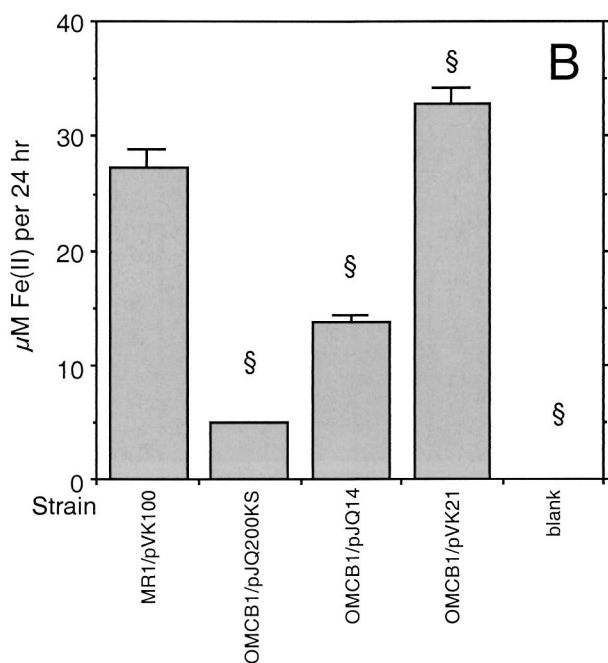 40
B
§
30
§
20
§
10
§
0
µM Fe(II) per 24 hr
Strain
MR1/pVK100
OMCB1/pJQ200KS
OMCB1/pJQ14
OMCB1/pVK21
blank